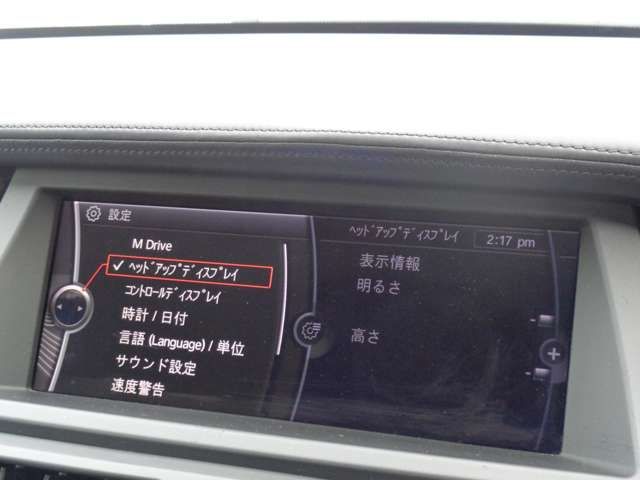 設定
M Drive
✓ ﾍｯﾄﾞｱｯﾌﾟﾃﾞｨｽﾌﾟﾚｲ
ｺﾝﾄﾛｰﾙﾃﾞｨｽﾌﾟﾚｲ
時計 / 日付
言語 (Language) / 単位
サウンド設定
速度警告
ﾍｯﾄﾞｱｯﾌﾟﾃﾞｨｽﾌﾟﾚｲ 2:17 pm
表示情報
明るさ
高さ